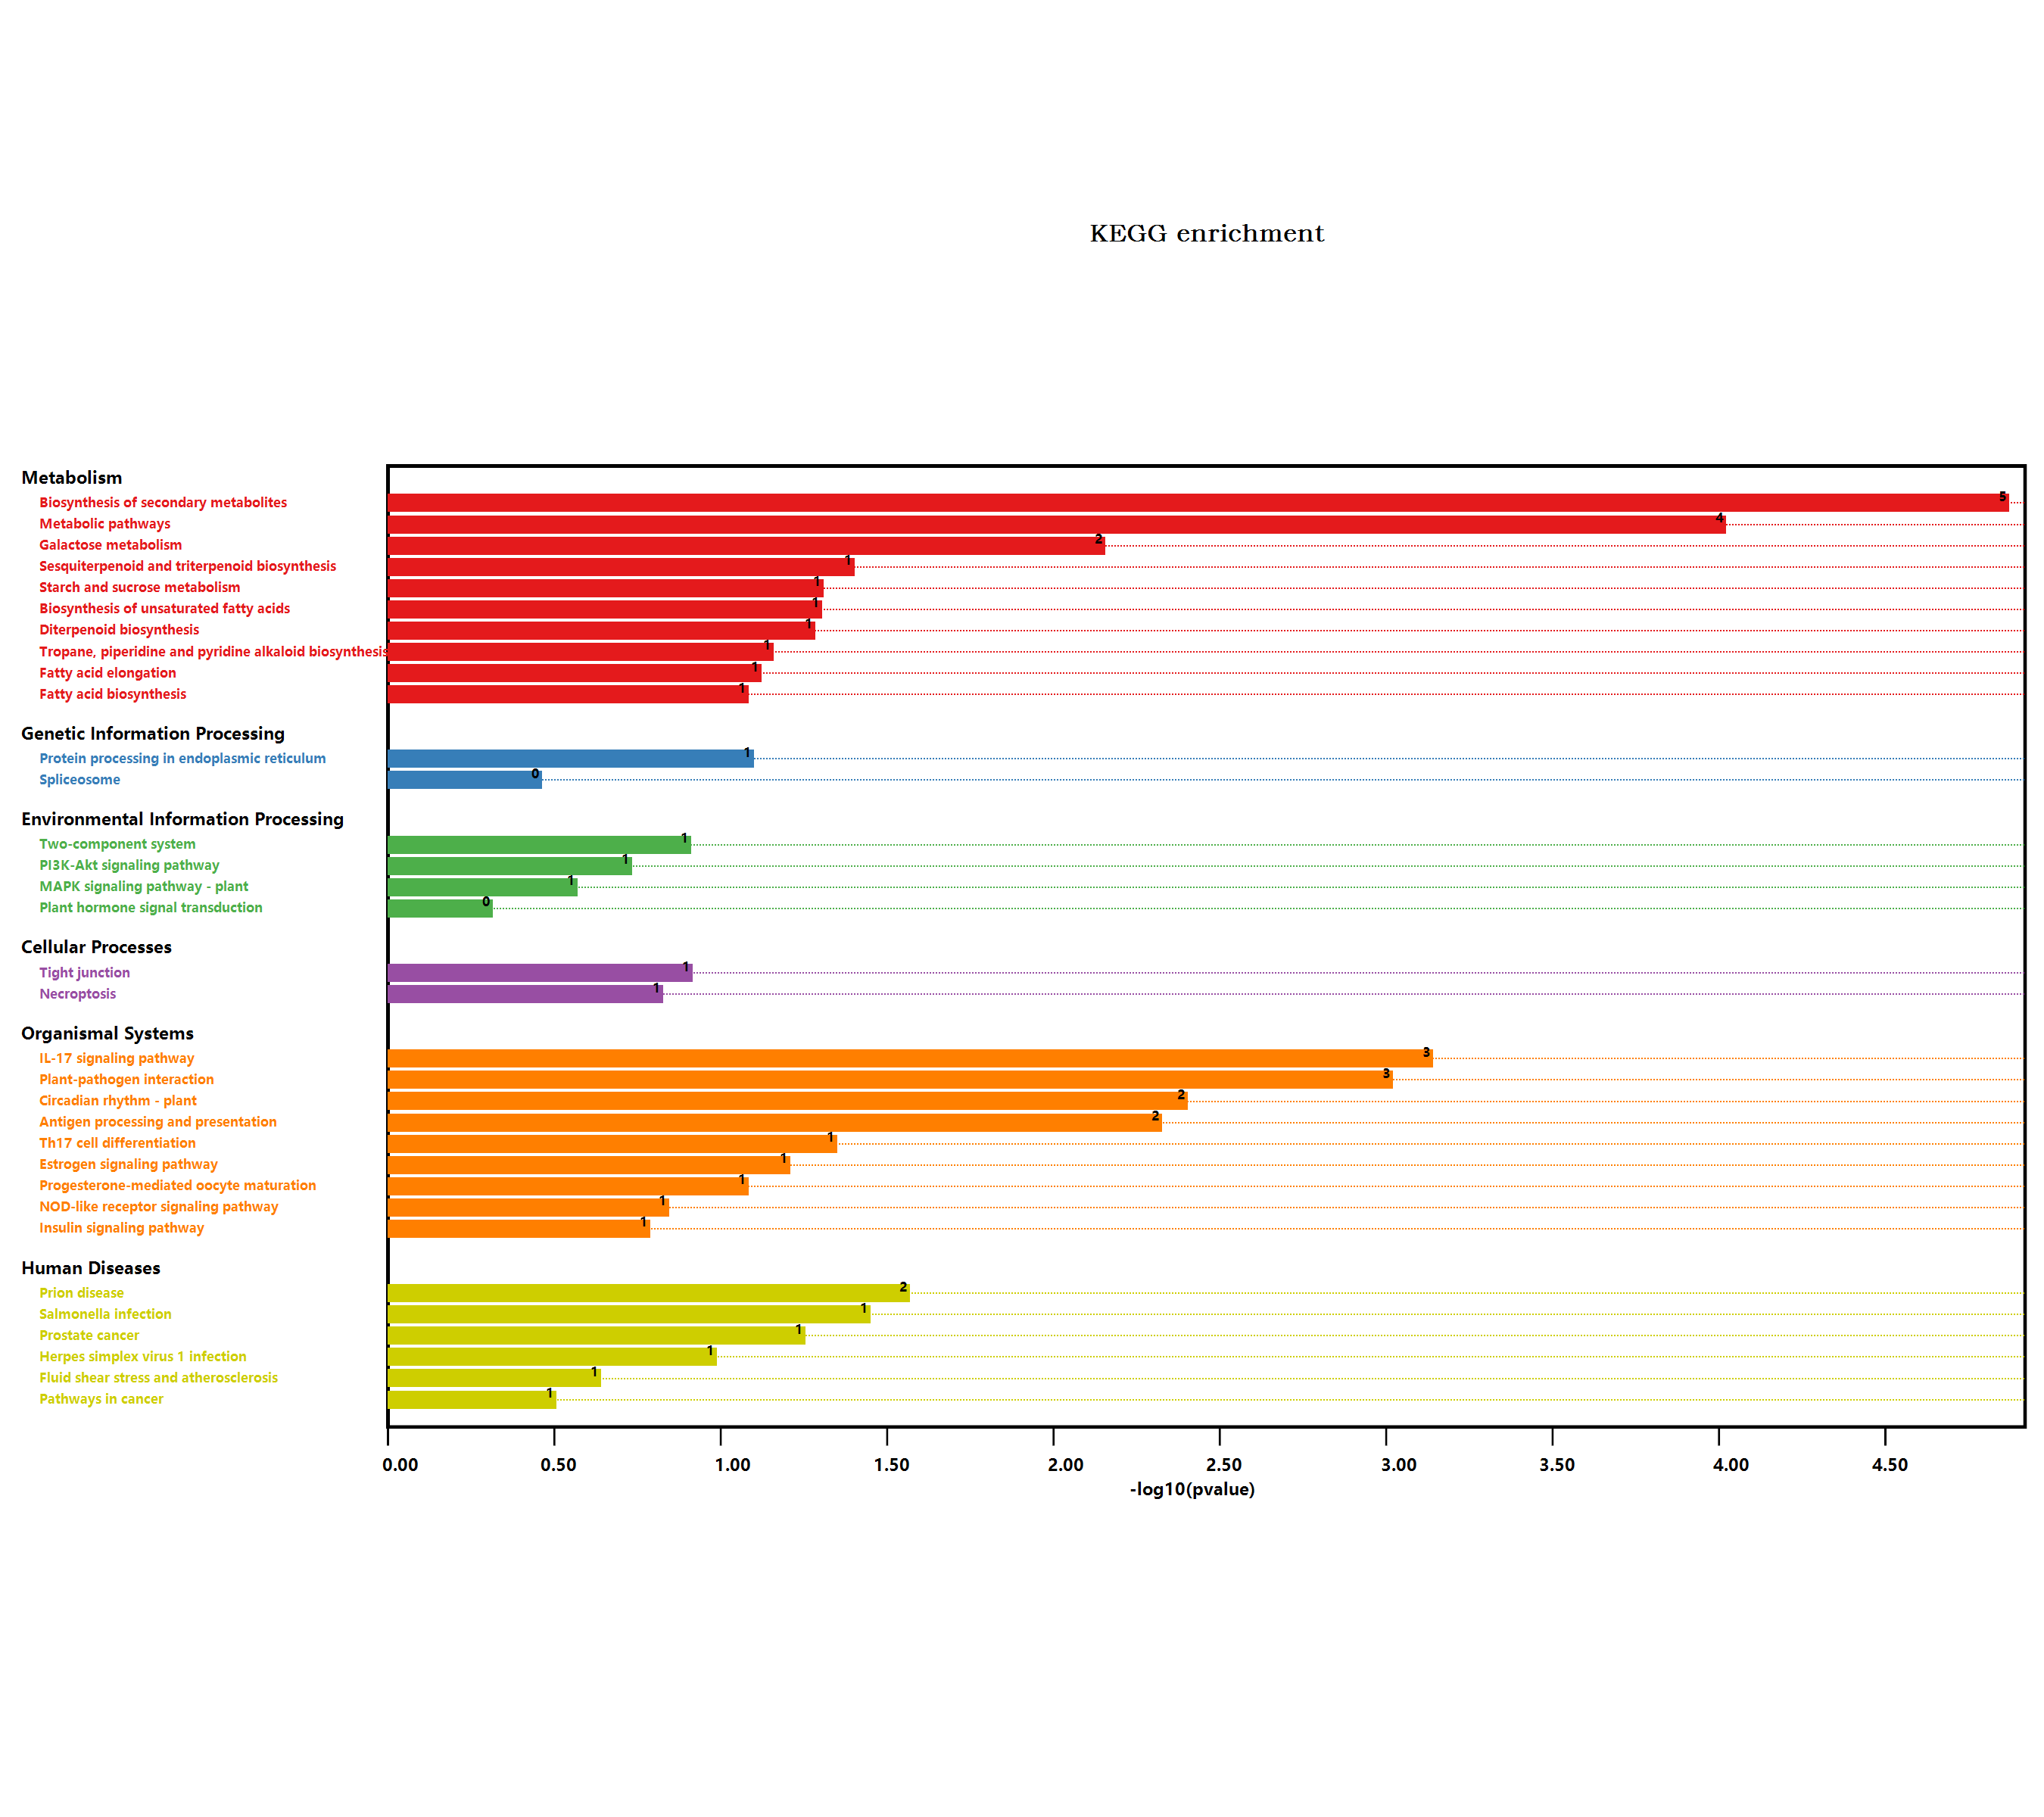 KEGG enrichment
Metabolism
Biosynthesis of secondary metabolites 5
Metabolic pathways 4
Galactose metabolism 2
Sesquiterpenoid and triterpenoid biosynthesis 1
Starch and sucrose metabolism 1
Biosynthesis of unsaturated fatty acids 1
Diterpenoid biosynthesis 1
Tropane, piperidine and pyridine alkaloid biosynthesis 1
Fatty acid elongation 1
Fatty acid biosynthesis 1
Genetic Information Processing
Protein processing in endoplasmic reticulum 1
Spliceosome 0
Environmental Information Processing
Two-component system 1
PI3K-Akt signaling pathway 1
MAPK signaling pathway - plant 1
Plant hormone signal transduction 0
Cellular Processes
Tight junction 1
Necroptosis 1
Organismal Systems
IL-17 signaling pathway 3
Plant-pathogen interaction 3
Circadian rhythm - plant 2
Antigen processing and presentation 2
Th17 cell differentiation 1
Estrogen signaling pathway 1
Progesterone-mediated oocyte maturation 1
NOD-like receptor signaling pathway 1
Insulin signaling pathway 1
Human Diseases
Prion disease 2
Salmonella infection 1
Prostate cancer 1
Herpes simplex virus 1 infection 1
Fluid shear stress and atherosclerosis 1
Pathways in cancer 1
0.00 0.50 1.00 1.50 2.00 2.50 3.00 3.50 4.00 4.50
-log10(pvalue)